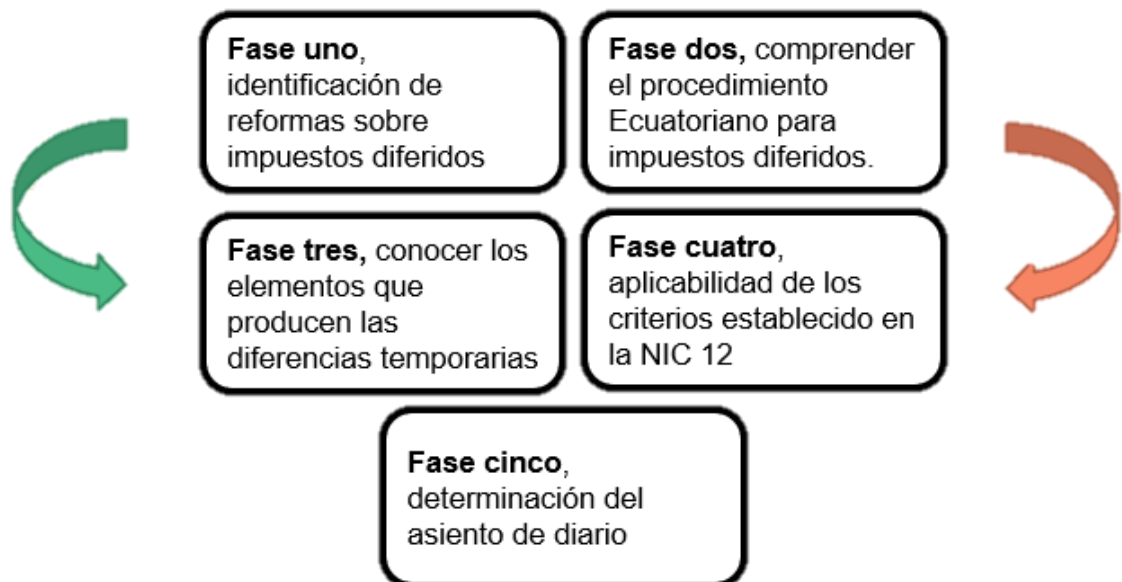 Fase uno,
identificación de
reformas sobre
impuestos diferidos
Fase dos, comprender
el procedimiento
Ecuatoriano para
impuestos diferidos.
Fase tres, conocer los
elementos que
producen las
diferencias temporarias
Fase cuatro,
aplicabilidad de los
criterios establecido en
la NIC 12
Fase cinco,
determinación del
asiento de diario